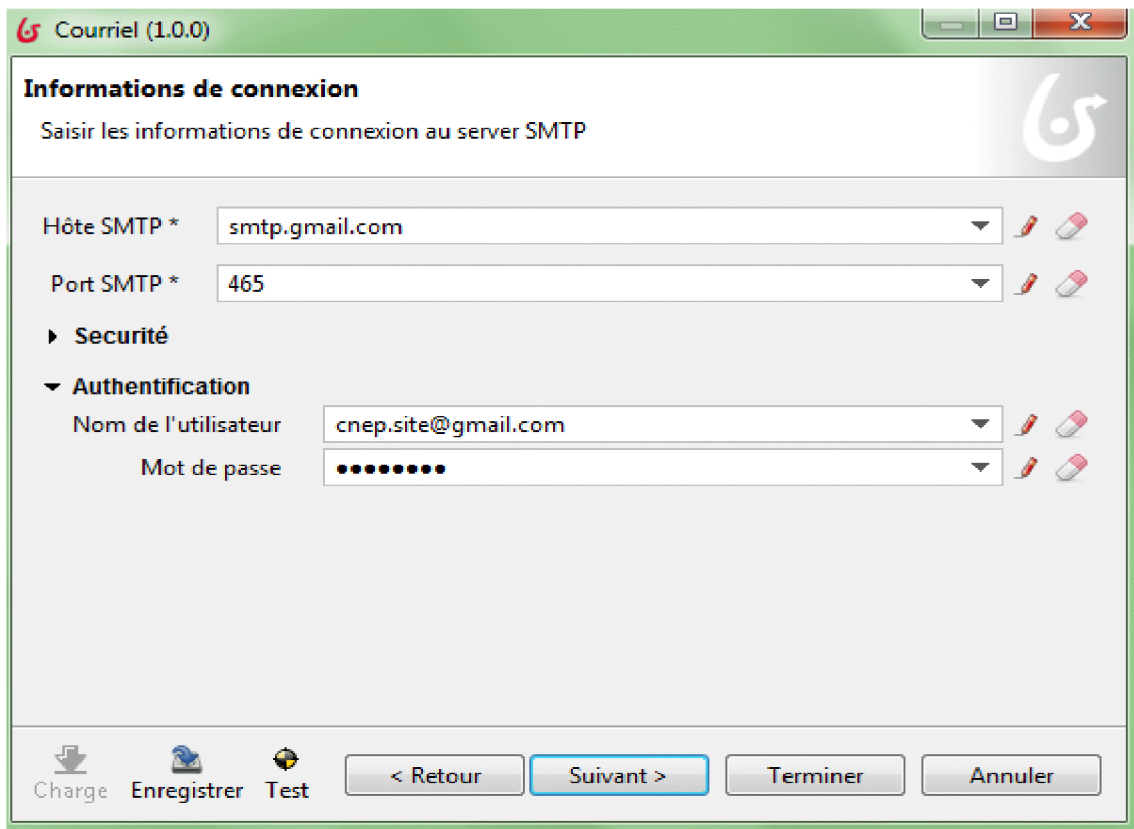 Courriel (1.0.0)
Informations de connexion
Saisir les informations de connexion au server SMTP
Hôte SMTP * smtp.gmail.com
Port SMTP * 465
Securité
Authentification
Nom de l'utilisateur cnep.site@gmail.com
Mot de passe ••••••••
Charge Enregistrer Test < Retour Suivant > Terminer Annuler